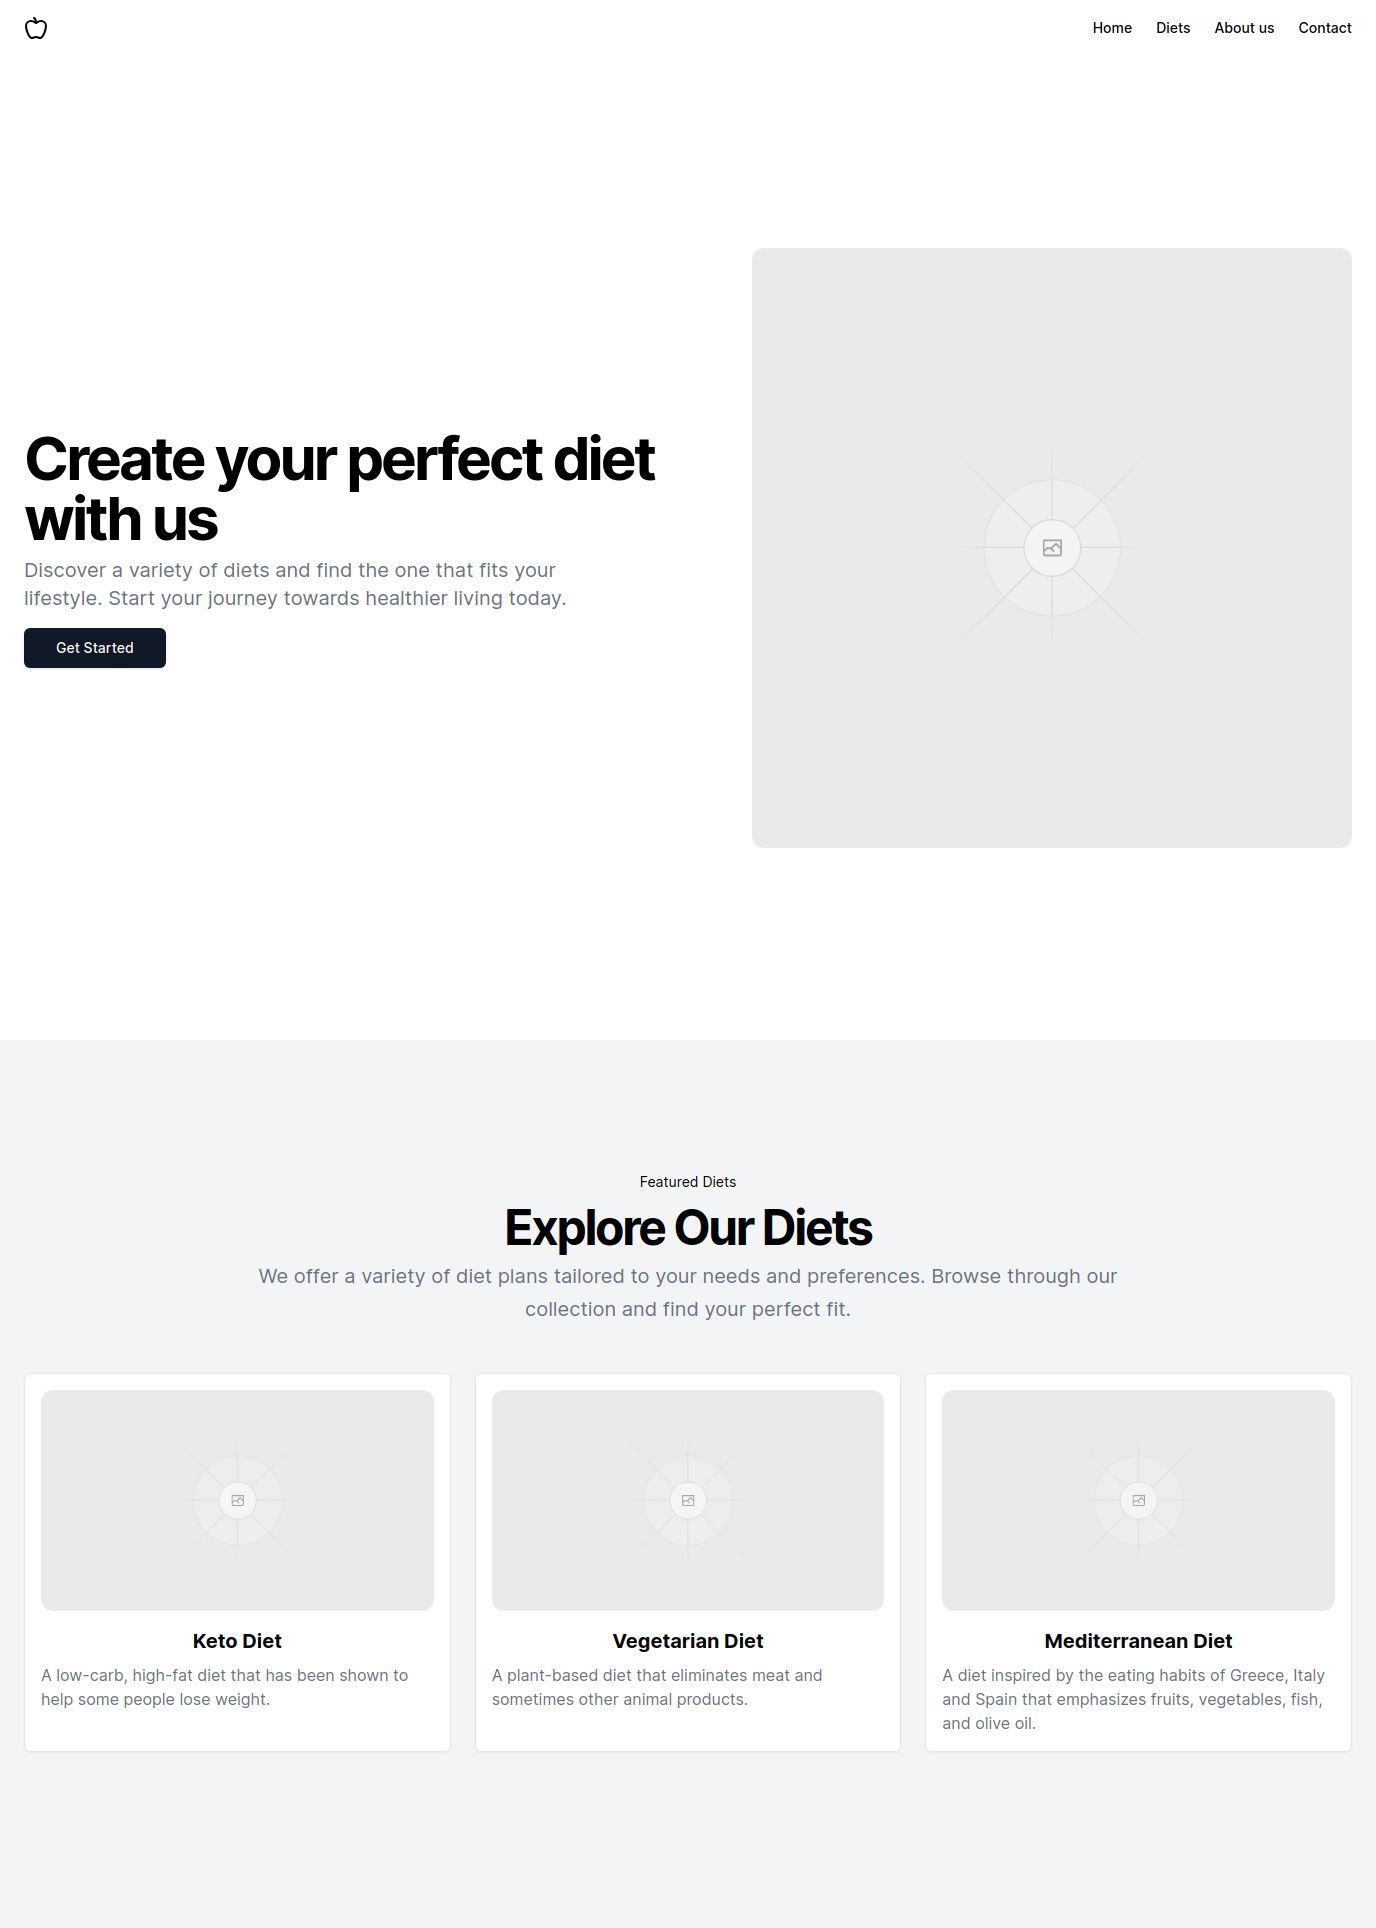 Home Diets About us Contact
Create your perfect diet
with us
Discover a variety of diets and find the one that fits your
lifestyle. Start your journey towards healthier living today.
Get Started
Featured Diets
Explore Our Diets
We offer a variety of diet plans tailored to your needs and preferences. Browse through our
collection and find your perfect fit.
Keto Diet
A low-carb, high-fat diet that has been shown to
help some people lose weight.
Vegetarian Diet
A plant-based diet that eliminates meat and
sometimes other animal products.
Mediterranean Diet
A diet inspired by the eating habits of Greece, Italy
and Spain that emphasizes fruits, vegetables, fish,
and olive oil.